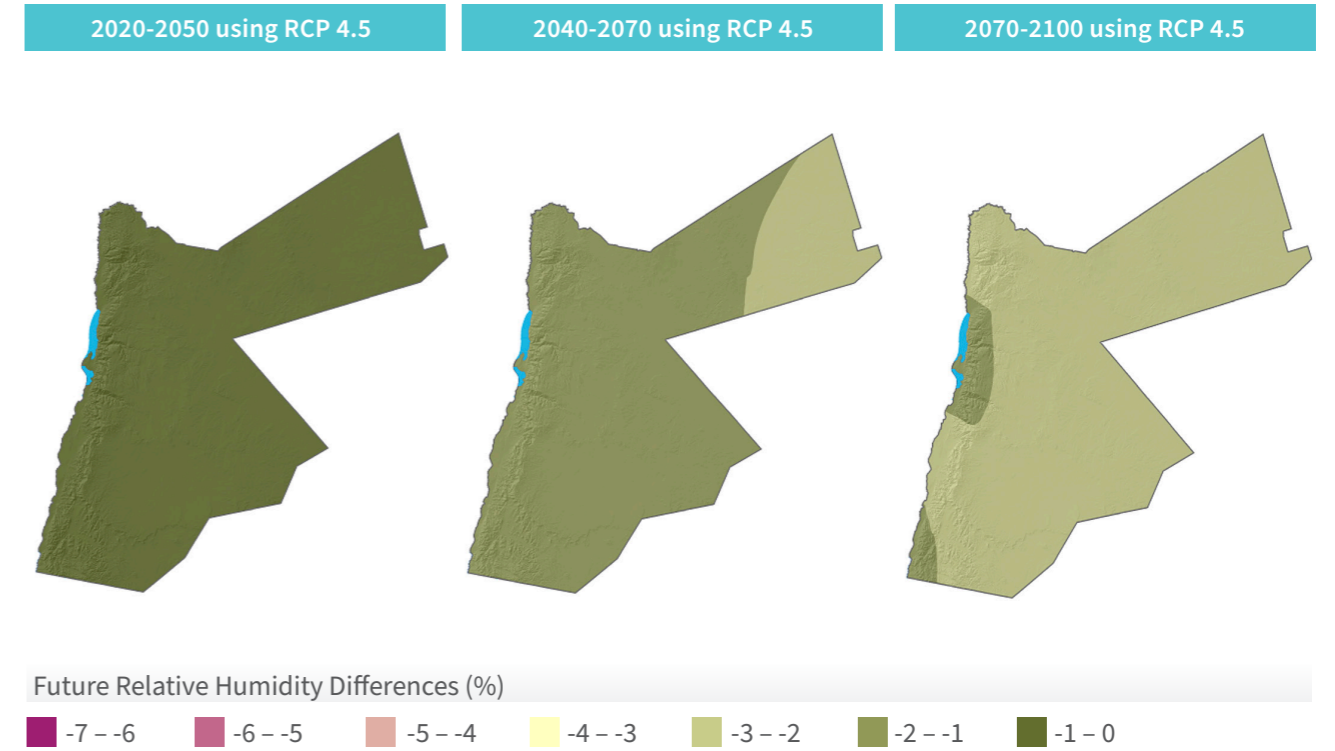 2020-2050 using RCP 4.5
2040-2070 using RCP 4.5
2070-2100 using RCP 4.5
Future Relative Humidity Differences (%)
-7 – -6
-6 – -5
-5 – -4
-4 – -3
-3 – -2
-2 – -1
-1 – 0